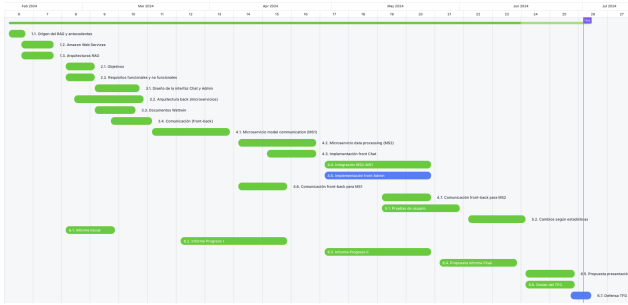 Feb 2024 Mar 2024 Apr 2024 May 2024 Jun 2024 Jul 2024
6 7 8 9 10 11 12 13 14 15 16 17 18 19 20 21 22 23 24 25 26 27
1.1. Origen del RAG y antecedentes
1.2. Amazon Web Services
1.3. Arquitecturas RAG
2.1. Objetivos
2.2. Requisitos funcionales y no funcionales
3.1. Diseño de la interfaz Chat y Admin
3.2. Arquitectura back (microservicios)
3.3. Documentos Wattwin
3.4. Comunicación (front-back)
4.1. Microservicio model communication (MS1)
4.2. Microservicio data processing (MS2)
4.3. Implementación front Chat
4.4. Integración MS2-MS1
4.5. Implementación front Admin
4.6. Comunicación front-back para MS1
4.7. Comunicación front-back para MS2
5.1. Pruebas de usuario
5.2. Cambios según estadísticas
6.1. Informe Inicial
6.2. Informe Progreso I
6.3. Informe Progreso II
6.4. Propuesta Informe Final
6.5. Propuesta presentació
6.6. Dosier del TFG
6.7. Defensa TFG